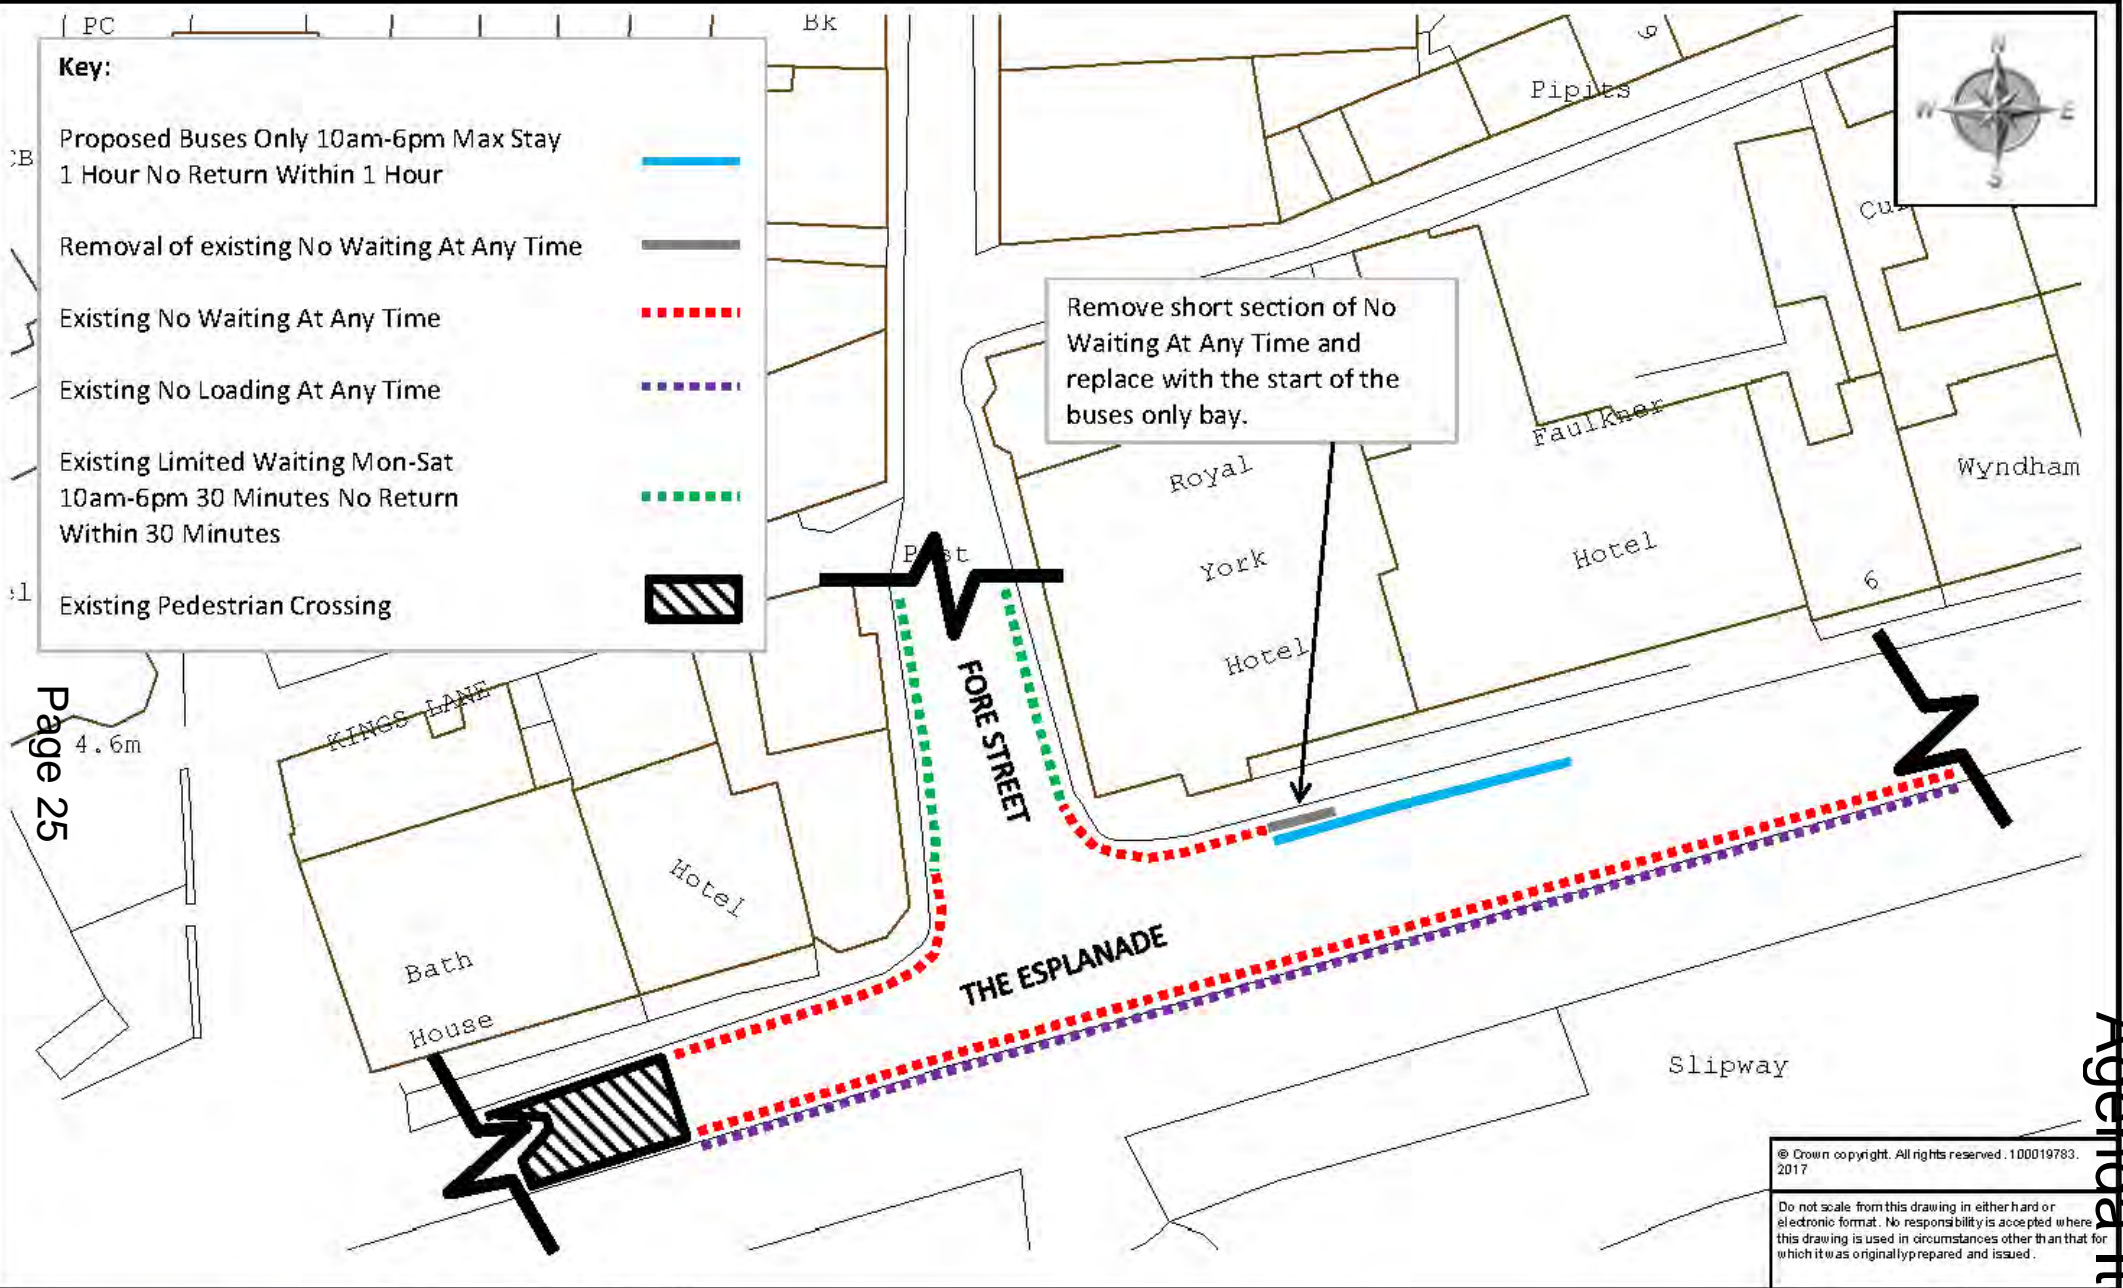 PC
Bk
Key:
Proposed Buses Only 10am-6pm Max Stay
1 Hour No Return Within 1 Hour
Removal of existing No Waiting At Any Time
Existing No Waiting At Any Time
Existing No Loading At Any Time
Existing Limited Waiting Mon-Sat
10am-6pm 30 Minutes No Return
Within 30 Minutes
Existing Pedestrian Crossing
N
W E
S
9
Pipits
Remove short section of No
Waiting At Any Time and
replace with the start of the
buses only bay.
Royal
York
Hotel
Faulkner
Hotel
Wyndham
6
KINGS LANE
4.6m
Page 25
FORE STREET
Hotel
Bath
House
THE ESPLANADE
Slipway
© Crown copyright. All rights reserved. 100019783.
2017
Do not scale from this drawing in either hard or
electronic format. No responsibility is accepted where
this drawing is used in circumstances other than that for
which it was originally prepared and issued.